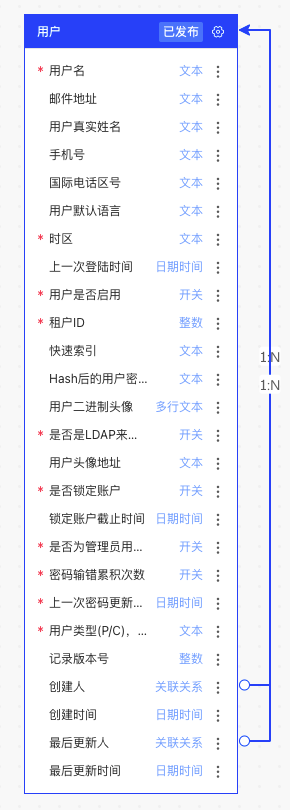 用户 已发布
* 用户名 文本
邮件地址 文本
用户真实姓名 文本
手机号 文本
国际电话区号 文本
用户默认语言 文本
* 时区 文本
上一次登陆时间 日期时间
* 用户是否启用 开关
* 租户ID 整数
快速索引 文本
1:N
Hash后的用户密... 文本
1:N
用户二进制头像 多行文本
* 是否是LDAP来... 开关
用户头像地址 文本
* 是否锁定账户 开关
锁定账户截止时间 日期时间
* 是否为管理员用... 开关
* 密码输错累积次数 开关
* 上一次密码更新... 日期时间
* 用户类型(P/C)，... 文本
记录版本号 整数
创建人 关联关系
创建时间 日期时间
最后更新人 关联关系
最后更新时间 日期时间